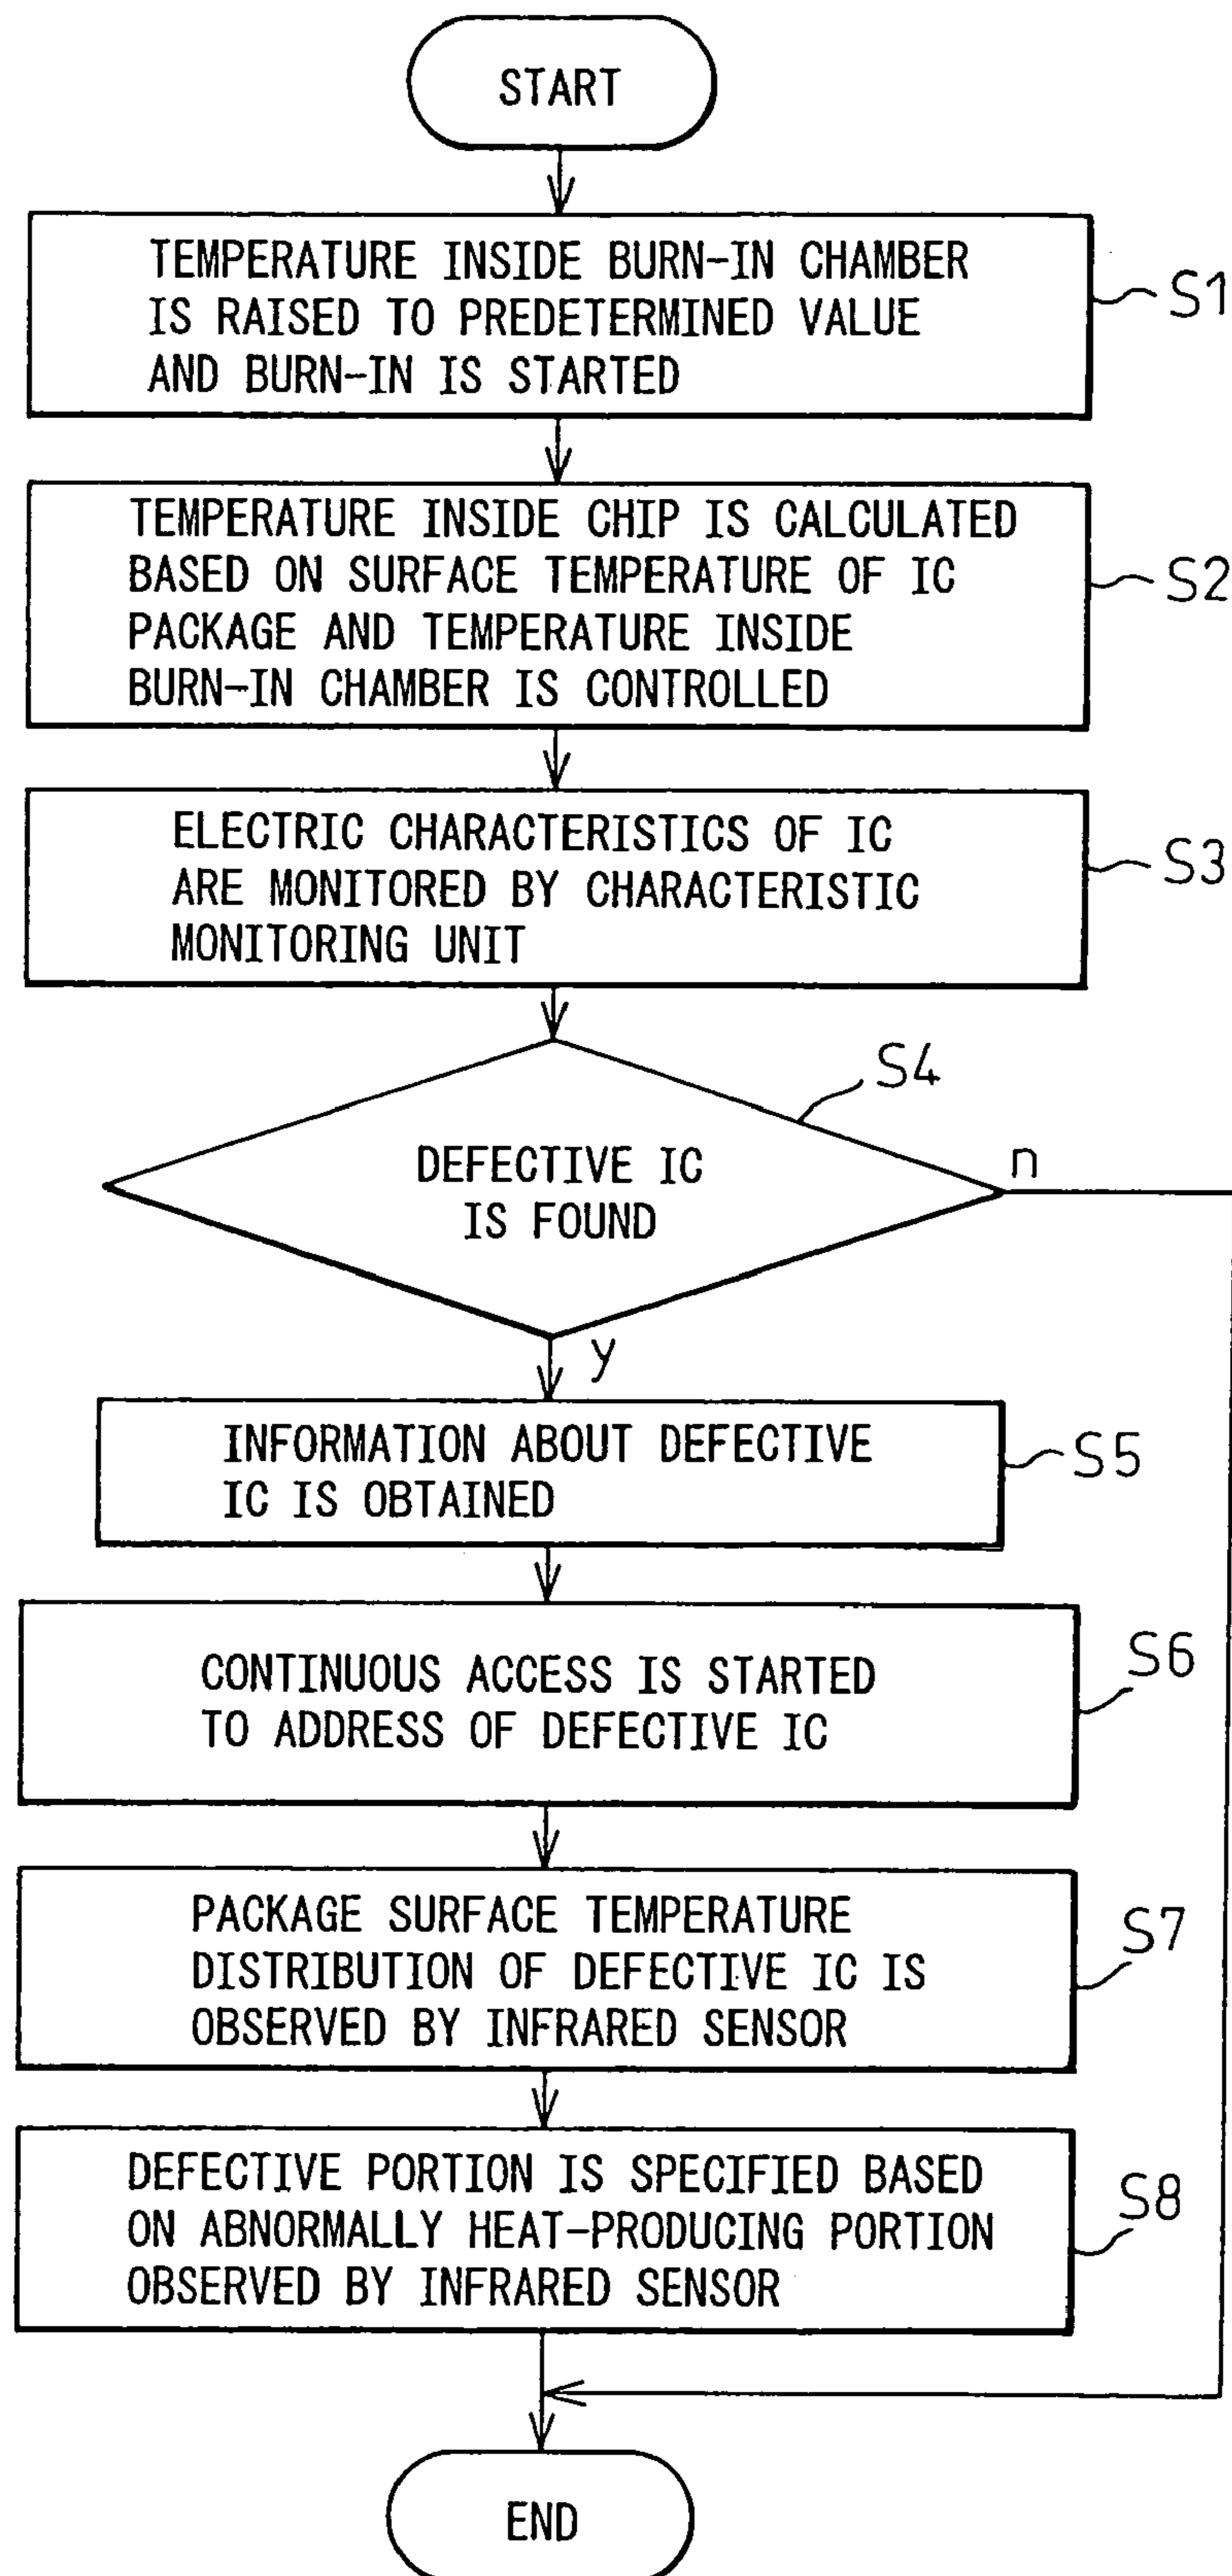 START
TEMPERATURE INSIDE BURN-IN CHAMBER
IS RAISED TO PREDETERMINED VALUE
AND BURN-IN IS STARTED
S1
TEMPERATURE INSIDE CHIP IS CALCULATED
BASED ON SURFACE TEMPERATURE OF IC
PACKAGE AND TEMPERATURE INSIDE
BURN-IN CHAMBER IS CONTROLLED
S2
ELECTRIC CHARACTERISTICS OF IC
ARE MONITORED BY CHARACTERISTIC
MONITORING UNIT
S3
S4
DEFECTIVE IC
IS FOUND
n
y
INFORMATION ABOUT DEFECTIVE
IC IS OBTAINED
S5
CONTINUOUS ACCESS IS STARTED
TO ADDRESS OF DEFECTIVE IC
S6
PACKAGE SURFACE TEMPERATURE
DISTRIBUTION OF DEFECTIVE IC IS
OBSERVED BY INFRARED SENSOR
S7
DEFECTIVE PORTION IS SPECIFIED BASED
ON ABNORMALLY HEAT-PRODUCING PORTION
OBSERVED BY INFRARED SENSOR
S8
END